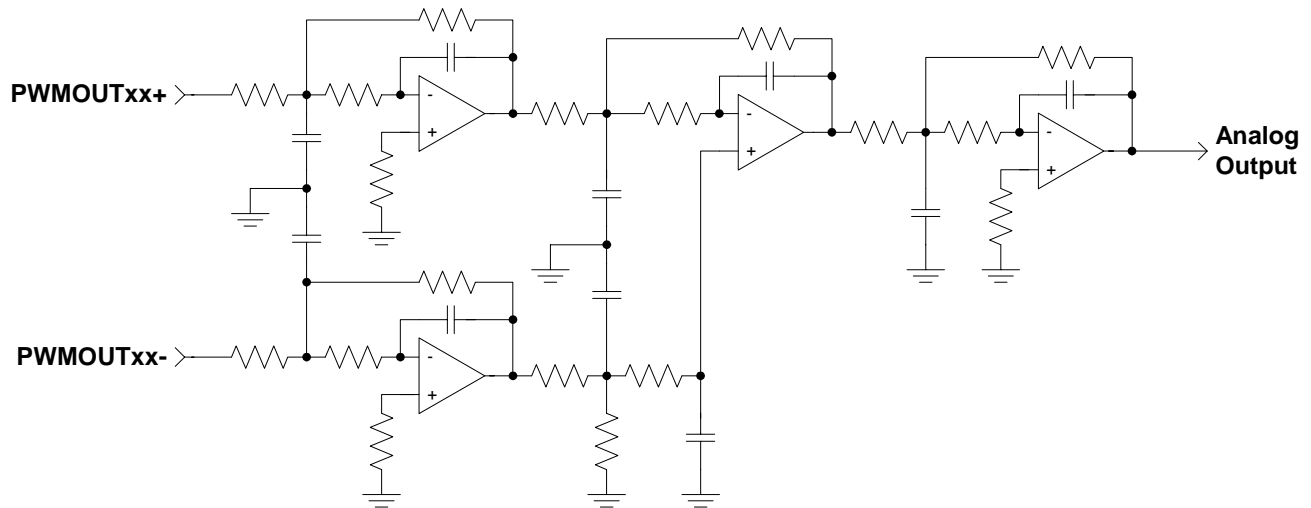 PWMOUTxx+
-
+
-
+
-
+
Analog
Output
PWMOUTxx-
-
+